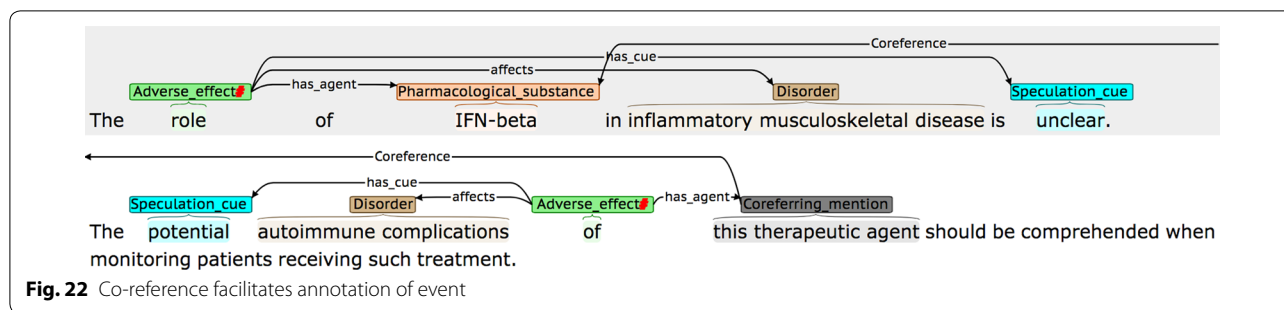 Coreference
has_cue
affects
has_agent
Adverse_effect# Pharmacological_substance Disorder Speculation_cue
The role of IFN-beta in inflammatory musculoskeletal disease is unclear.
Coreference
has_cue
affects has_agent
Speculation_cue Disorder Adverse_effect# Coreferring_mention
The potential autoimmune complications of this therapeutic agent should be comprehended when
monitoring patients receiving such treatment.
Fig. 22 Co-reference facilitates annotation of event